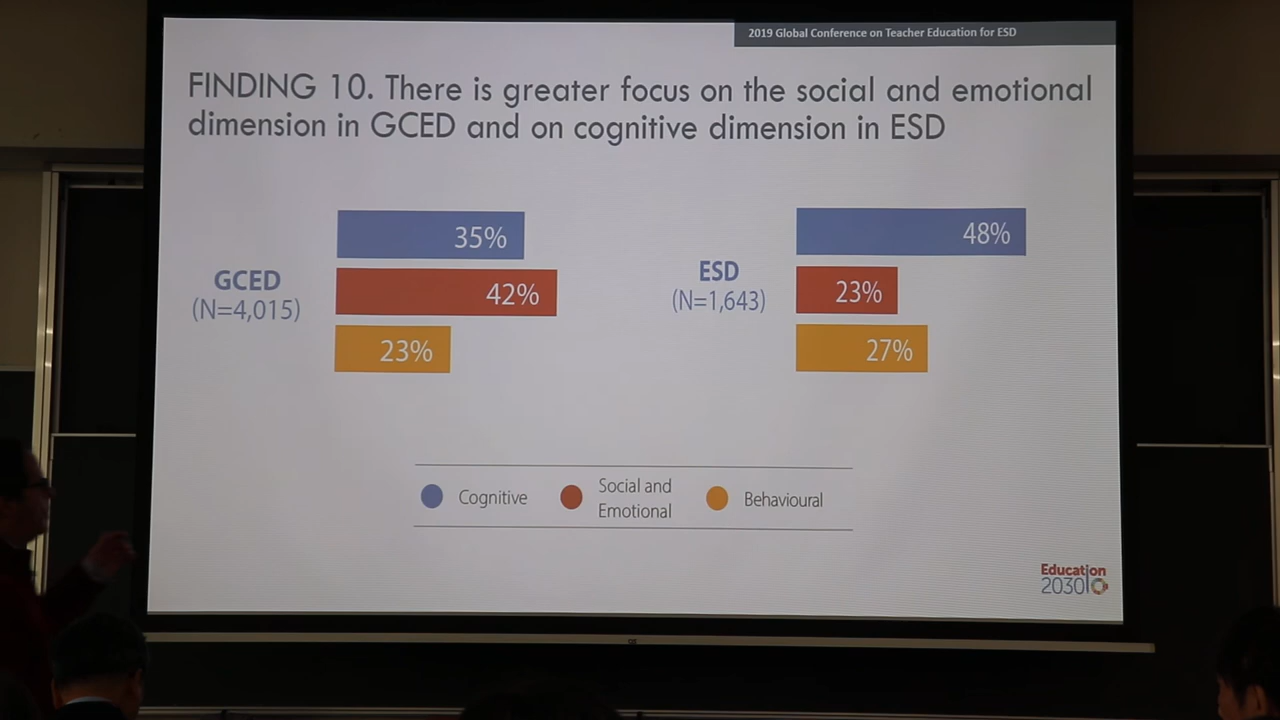 2019 Global Conference on Teacher Education for ESD
FINDING 10. There is greater focus on the social and emotional
dimension in GCED and on cognitive dimension in ESD
GCED
(N=4,015)
35%
42%
23%
ESD
(N=1,643)
48%
23%
27%
Cognitive
Social and
Emotional
Behavioural
Education
2030